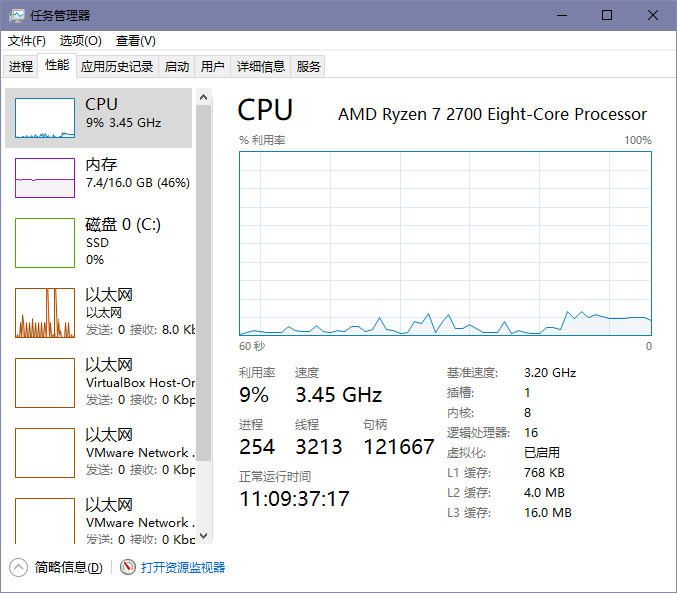 任务管理器
文件(F) 选项(O) 查看(V)
进程 性能 应用历史记录 启动 用户 详细信息 服务
CPU
9% 3.45 GHz
内存
7.4/16.0 GB (46%)
磁盘 0 (C:)
SSD
0%
以太网
以太网
发送: 0 接收: 8.0 Kb
以太网
VirtualBox Host-On
发送: 0 接收: 0 Kbp
以太网
VMware Network .
发送: 0 接收: 0 Kbp
以太网
VMware Network .
发送: 0 接收: 0 Kbp
CPU
AMD Ryzen 7 2700 Eight-Core Processor
% 利用率 100%
60 秒 0
利用率 速度
9% 3.45 GHz
进程 线程 句柄
254 3213 121667
正常运行时间
11:09:37:17
基准速度: 3.20 GHz
插槽: 1
内核: 8
逻辑处理器: 16
虚拟化: 已启用
L1 缓存: 768 KB
L2 缓存: 4.0 MB
L3 缓存: 16.0 MB
简略信息(D) 打开资源监视器